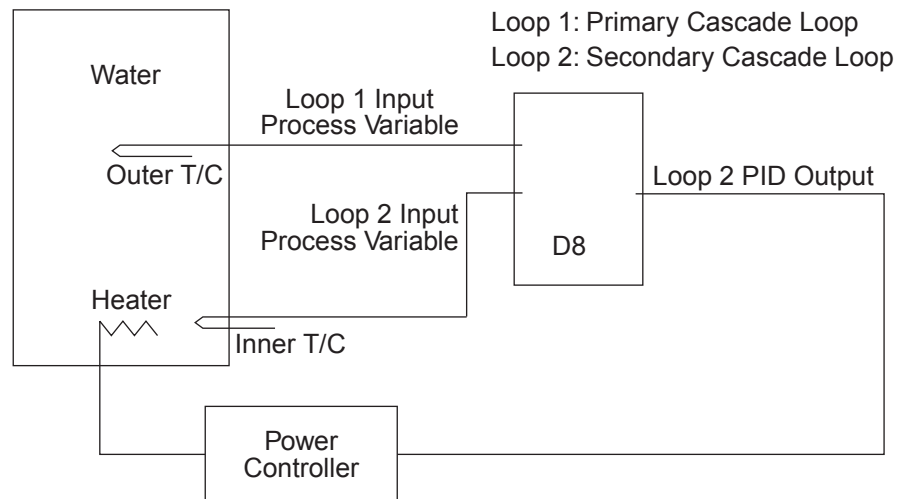 Loop 1: Primary Cascade Loop
Loop 2: Secondary Cascade Loop
Water
Loop 1 Input
Process Variable
Outer T/C
Loop 2 PID Output
Loop 2 Input
Process Variable
D8
Heater
Inner T/C
Power
Controller